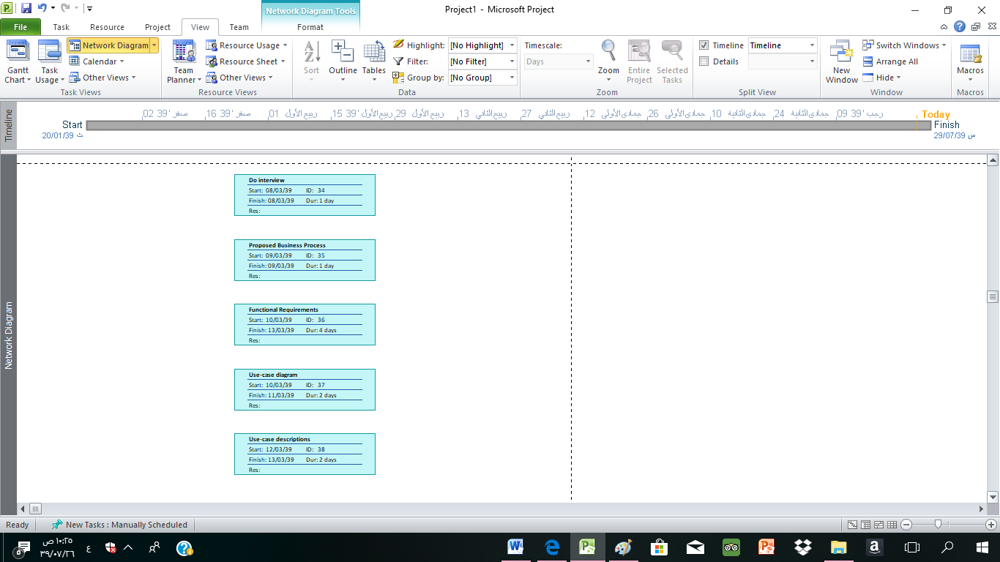 Network Diagram Tools
Project1 - Microsoft Project
File Task Resource Project View Team Format
Gantt Chart
Task Usage
Network Diagram
Calendar
Other Views
Task Views
Team Planner
Resource Usage
Resource Sheet
Other Views
Resource Views
Sort
Outline
Tables
Highlight: [No Highlight]
Filter: [No Filter]
Group by: [No Group]
Data
Timescale:
Days
Zoom
Entire Project
Selected Tasks
Zoom
Timeline Timeline
Details
Split View
New Window
Switch Windows
Arrange All
Hide
Window
Macros
Macros
Timeline
02 صفر '39
16 صفر '39
01 ربيع الأول
15 ربيع الأول '39
29 ربيع الأول
13 ربيع الثاني
27 ربيع الثاني
12 جمادى الأولى
26 جمادى الأولى
10 جمادى الثانية
24 جمادى الثانية
09 رجب '39
Today
Start
20/01/39 ث
Finish
29/07/39 س
Network Diagram
Do interview
Start: 08/03/39 ID: 34
Finish: 08/03/39 Dur: 1 day
Res:
Proposed Business Process
Start: 09/03/39 ID: 35
Finish: 09/03/39 Dur: 1 day
Res:
Functional Requirements
Start: 10/03/39 ID: 36
Finish: 13/03/39 Dur: 4 days
Res:
Use-case diagram
Start: 10/03/39 ID: 37
Finish: 11/03/39 Dur: 2 days
Res:
Use-case descriptions
Start: 12/03/39 ID: 38
Finish: 13/03/39 Dur: 2 days
Res:
Ready New Tasks : Manually Scheduled
١٠:٢٥ ص
٣٩/٠٧/٢٦
ع